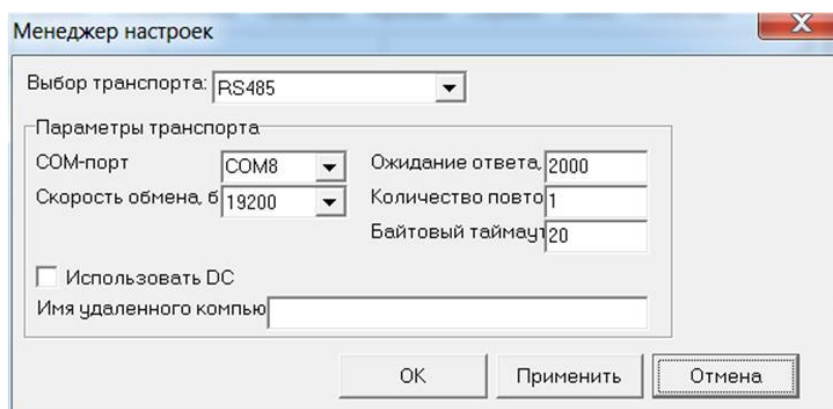 Менеджер настроек
Выбор транспорта: RS485
Параметры транспорта
COM-порт COM8 Ожидание ответа, 2000
Скорость обмена, б 19200 Количество повто 1
Байтовый таймаут 20
Использовать DC
Имя удаленного компью
OK Применить Отмена